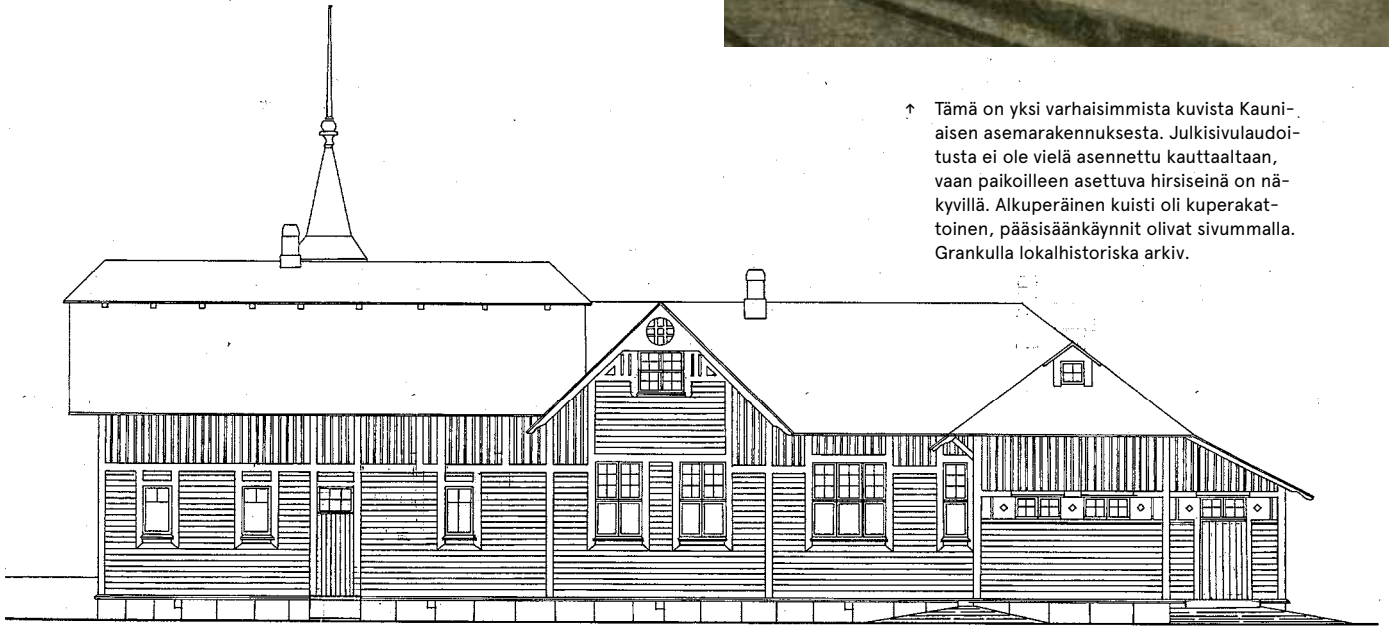 ↑ Tämä on yksi varhaisimmista kuvista Kauni-
aisen asemarakennuksesta. Julkisivulaudoi-
tusta ei ole vielä asennettu kauttaaltaan,
vaan paikoilleen asettuva hirsiseinä on nä-
kyvillä. Alkuperäinen kuisti oli kuperakat-
toinen, pääsisäänkäynnit olivat sivummalla.
Grankulla lokalhistoriska arkiv.